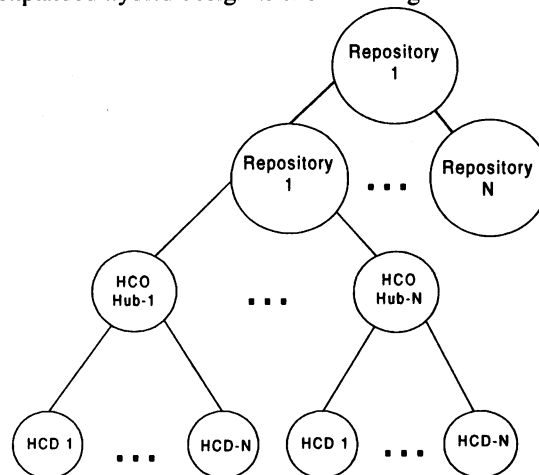 Repository
1
Repository
1
...
Repository
N
HCO
Hub-1
...
HCO
Hub-N
HCD 1
...
HCD-N
HCD 1
...
HCD-N